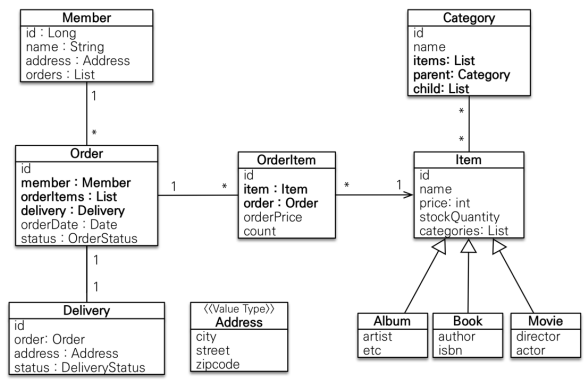 Member
id : Long
name : String
address : Address
orders : List
Category
id
name
items: List
parent: Category
child: List
1
*
*
*
Order
id
member : Member
orderItems : List
delivery : Delivery
orderDate : Date
status : OrderStatus
1
*
OrderItem
id
item : Item
order : Order
orderPrice
count
*
1
Item
id
name
price: int
stockQuantity
categories: List
1
1
Delivery
id
order: Order
address : Address
status : DeliveryStatus
《Value Type》
Address
city
street
zipcode
Album
artist
etc
Book
author
isbn
Movie
director
actor